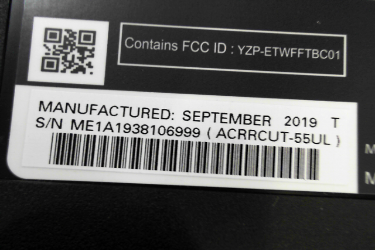 Contains FCC ID : YZP-ETWFFTBC01
MANUFACTURED: SEPTEMBER 2019 T
S/N ME1A1938106999 ( ACRRCUT-55UL )
M
M